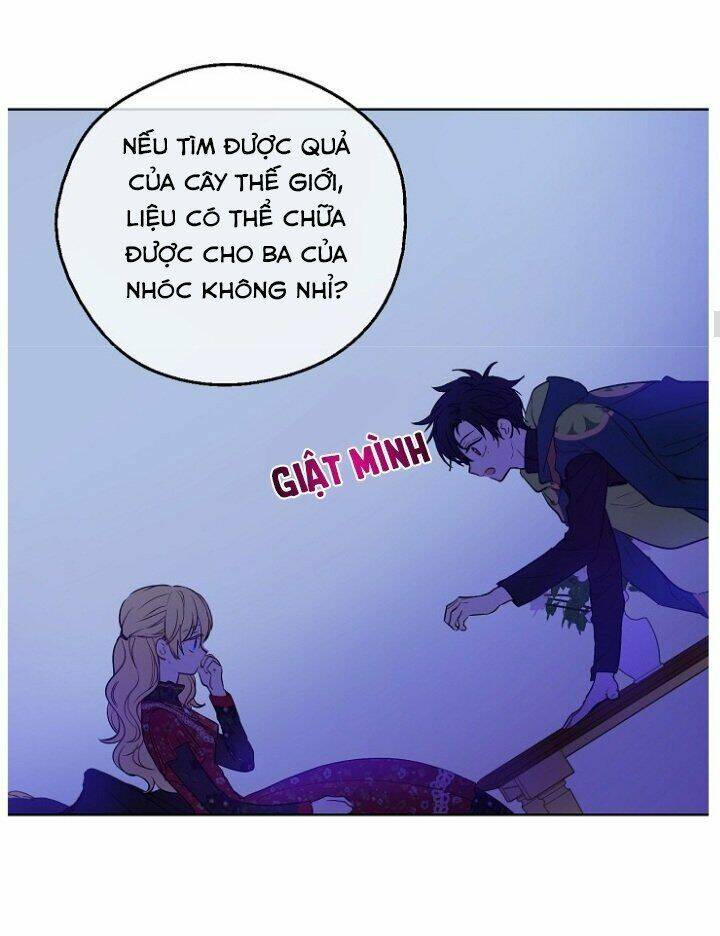 NẾU TÌM ĐƯỢC QUẢ
CỦA CÂY THẾ GIỚI,
LIỆU CÓ THỂ CHỮA
ĐƯỢC CHO BA CỦA
NHÓC KHÔNG NHỈ?
GIẬT MÌNH